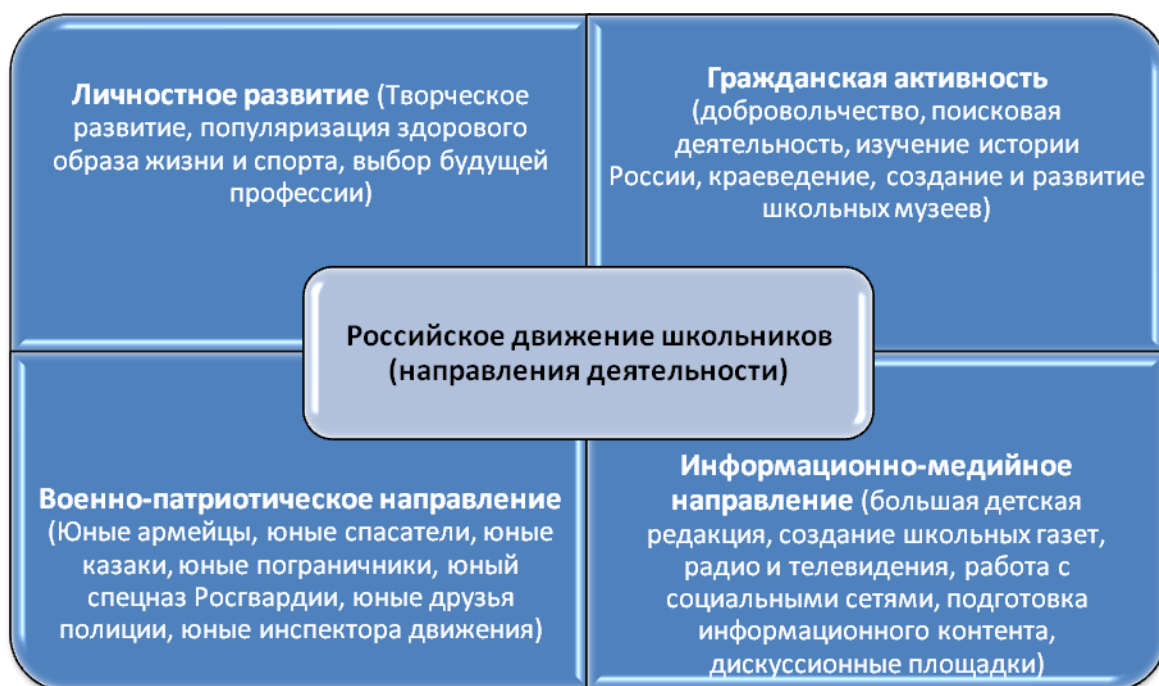 Личностное развитие (Творческое
развитие, популяризация здорового
образа жизни и спорта, выбор будущей
профессии)
Гражданская активность
(добровольчество, поисковая
деятельность, изучение истории
России, краеведение, создание и развитие
школьных музеев)
Российское движение школьников
(направления деятельности)
Военно-патриотическое направление
(Юные армейцы, юные спасатели, юные
казаки, юные пограничники, юный
спецназ Росгвардии, юные друзья
полиции, юные инспектора движения)
Информационно-медийное
направление (большая детская
редакция, создание школьных газет,
радио и телевидения, работа с
социальными сетями, подготовка
информационного контента,
дискуссионные площадки)